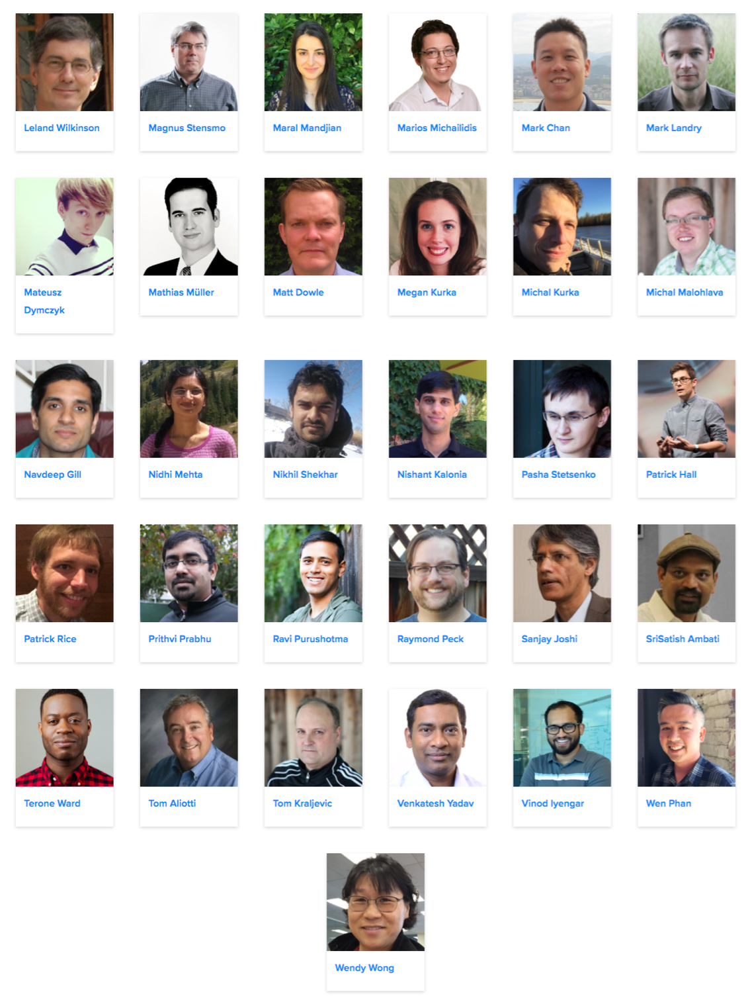 Leland Wilkinson
Magnus Stensmo
Maral Mandjian
Marios Michailidis
Mark Chan
Mark Landry
Mateusz
Dymczyk
Mathias Müller
Matt Dowle
Megan Kurka
Michal Kurka
Michal Malohlava
Navdeep Gill
Nidhi Mehta
Nikhil Shekhar
Nishant Kalonia
Pasha Stetsenko
Patrick Hall
Patrick Rice
Prithvi Prabhu
Ravi Purushotma
Raymond Peck
Sanjay Joshi
SriSatish Ambati
Terone Ward
Tom Aliotti
Tom Kraljevic
Venkatesh Yadav
Vinod Iyengar
Wen Phan
Wendy Wong